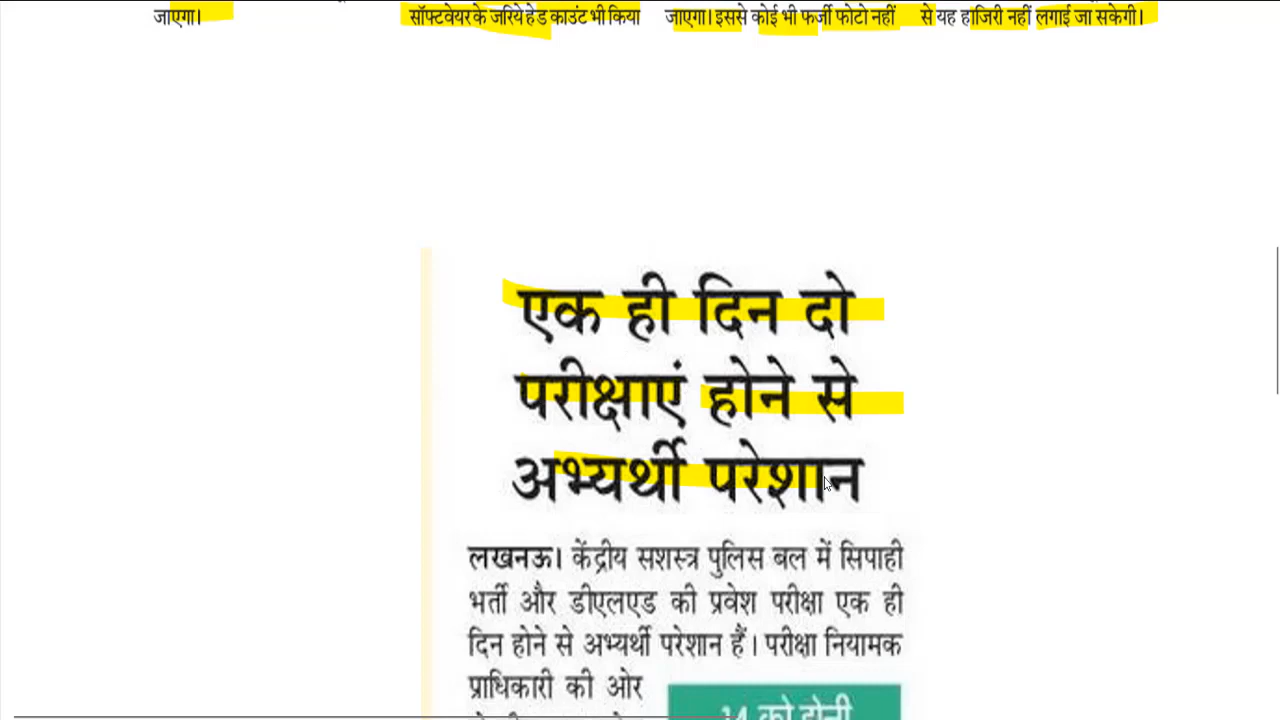 जाएगा।
सॉफ्टवेयर के जरिये हेड काउंट भी किया
जाएगा। इससे कोई भी फर्जी फोटो नहीं
से यह हाजिरी नहीं लगाई जा सकेगी।
एक ही दिन दो
परीक्षाएं होने से
अभ्यर्थी परेशान
लखनऊ। केंद्रीय सशस्त्र पुलिस बल में सिपाही
भर्ती और डीएलएड की प्रवेश परीक्षा एक ही
दिन होने से अभ्यर्थी परेशान हैं। परीक्षा नियामक
प्राधिकारी की ओर
14 को होनी